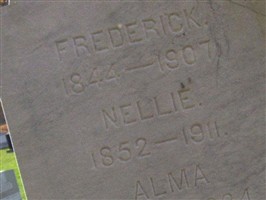 FREDERICK.
1844—1907.
NELLIE.
1852—1911.
ALMA